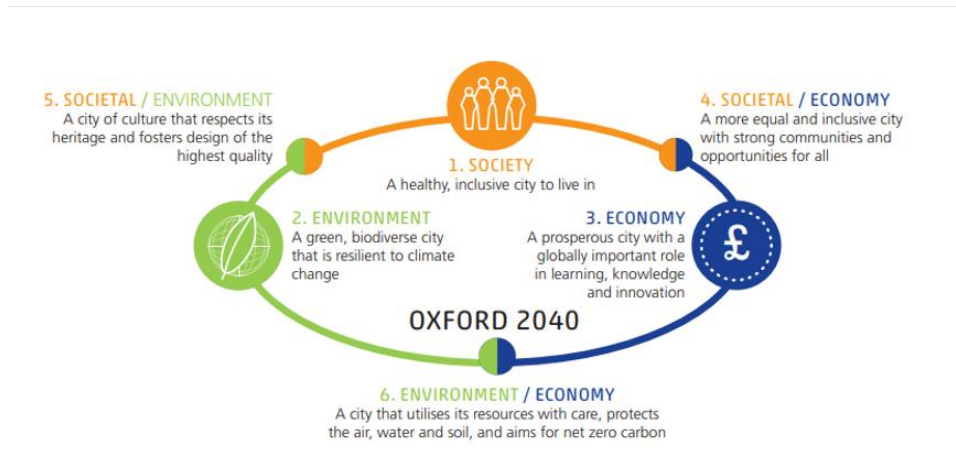 5. SOCIETAL / ENVIRONMENT
A city of culture that respects its
heritage and fosters design of the
highest quality
4. SOCIETAL / ECONOMY
A more equal and inclusive city
with strong communities and
opportunities for all
1. SOCIETY
A healthy, inclusive city to live in
2. ENVIRONMENT
A green, biodiverse city
that is resilient to climate
change
3. ECONOMY
A prosperous city with a
globally important role
in learning, knowledge
and innovation
£
OXFORD 2040
6. ENVIRONMENT / ECONOMY
A city that utilises its resources with care, protects
the air, water and soil, and aims for net zero carbon